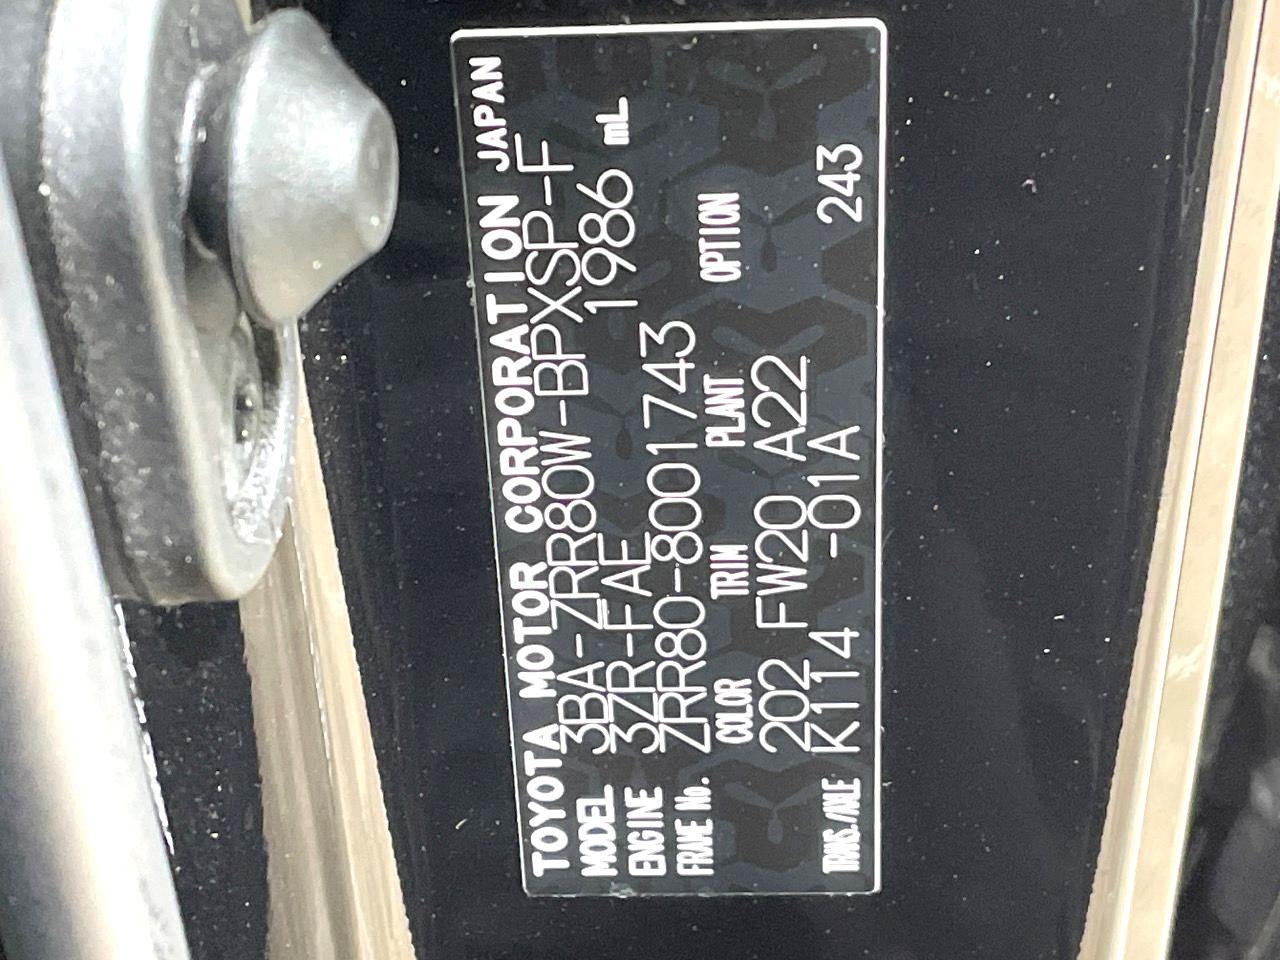 TOYOTA MOTOR CORPORATION JAPAN
MODEL 3BA-ZRR80W-BPXSP-F
ENGINE 3ZR-FAE 1986 mL
FRAME No. ZRR80-8001743
COLOR TRIM PLANT OPTION
202 FW20 A22
TRANS./AXLE K114 -01A 243